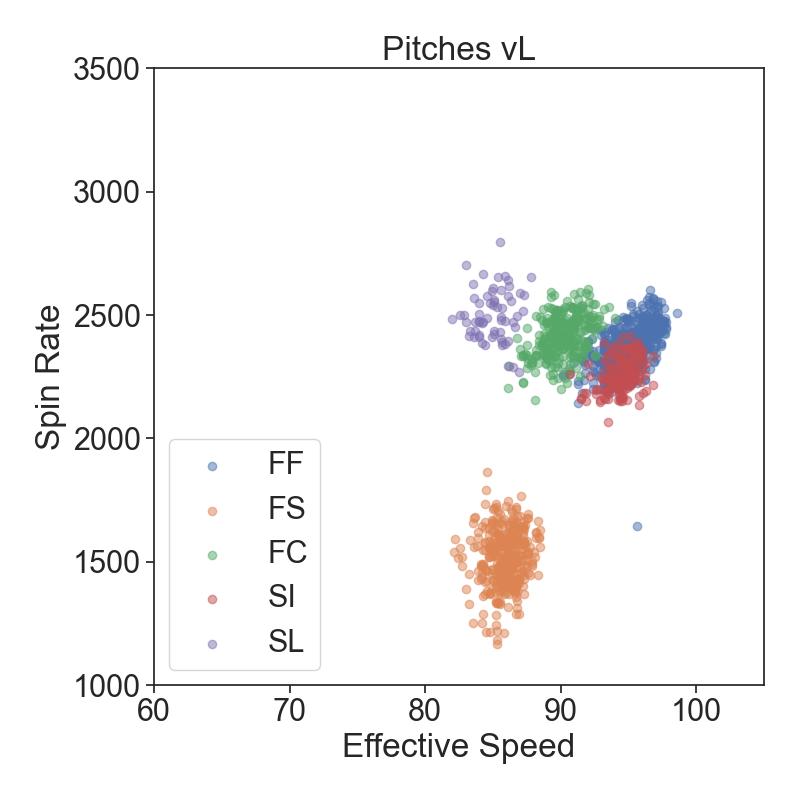 Pitches vL
3500
3000
2500
2000
1500
1000
Spin Rate
FF
FS
FC
SI
SL
60 70 80 90 100
Effective Speed